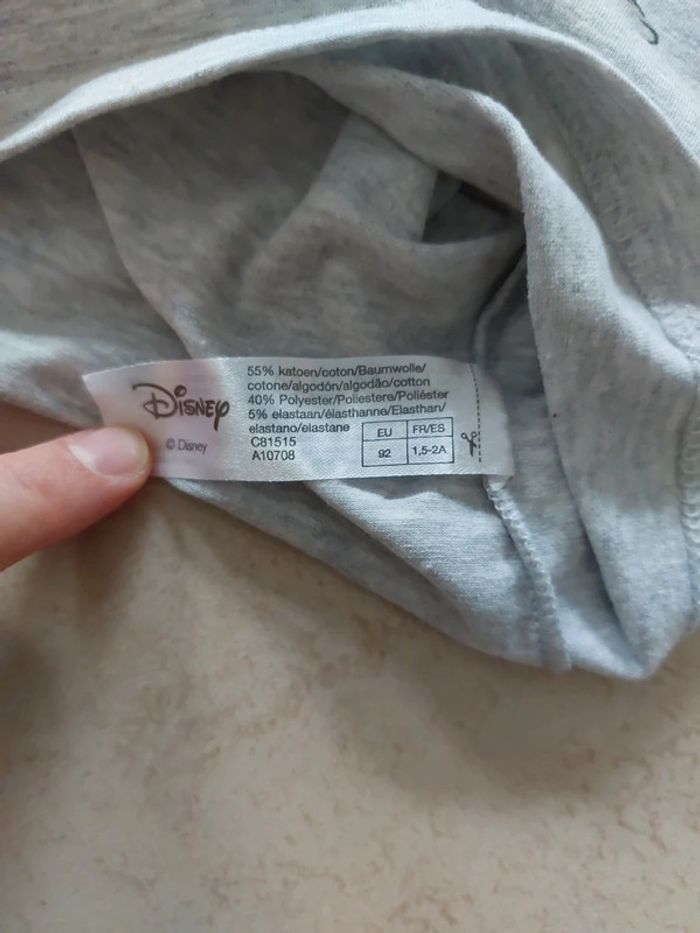 Disney
© Disney
55% katoen/coton/Baumwolle/
cotone/algodón/algodão/cotton
40% Polyester/Poliestere/Poliéster
5% elastaan/élasthanne/Elasthan/
elastano/elastane
C81515
A10708
EU FR/ES
92 1,5-2A